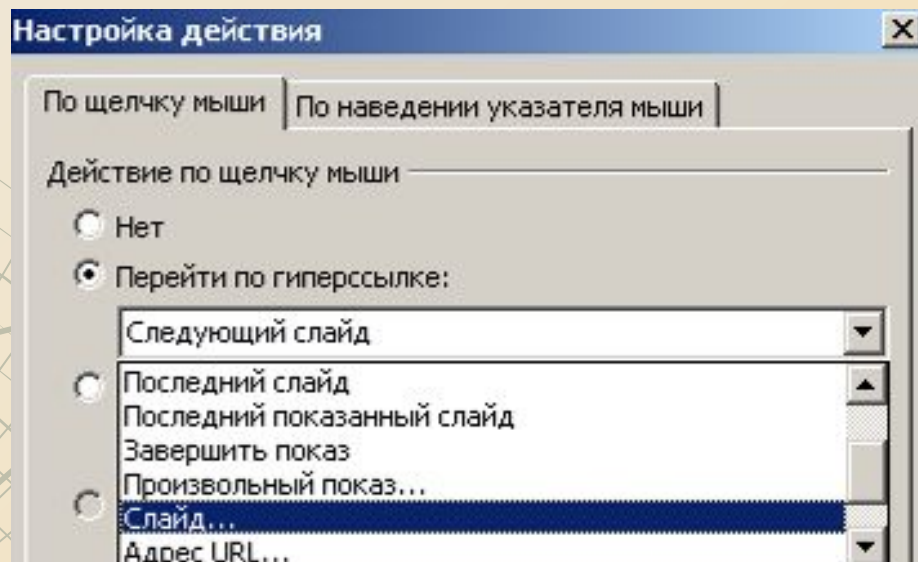 Настройка действия
По щелчку мыши
По наведении указателя мыши
Действие по щелчку мыши
Нет
Перейти по гиперссылке:
Следующий слайд
Последний слайд
Последний показанный слайд
Завершить показ
Произвольный показ...
Слайд...
Адрес URL...